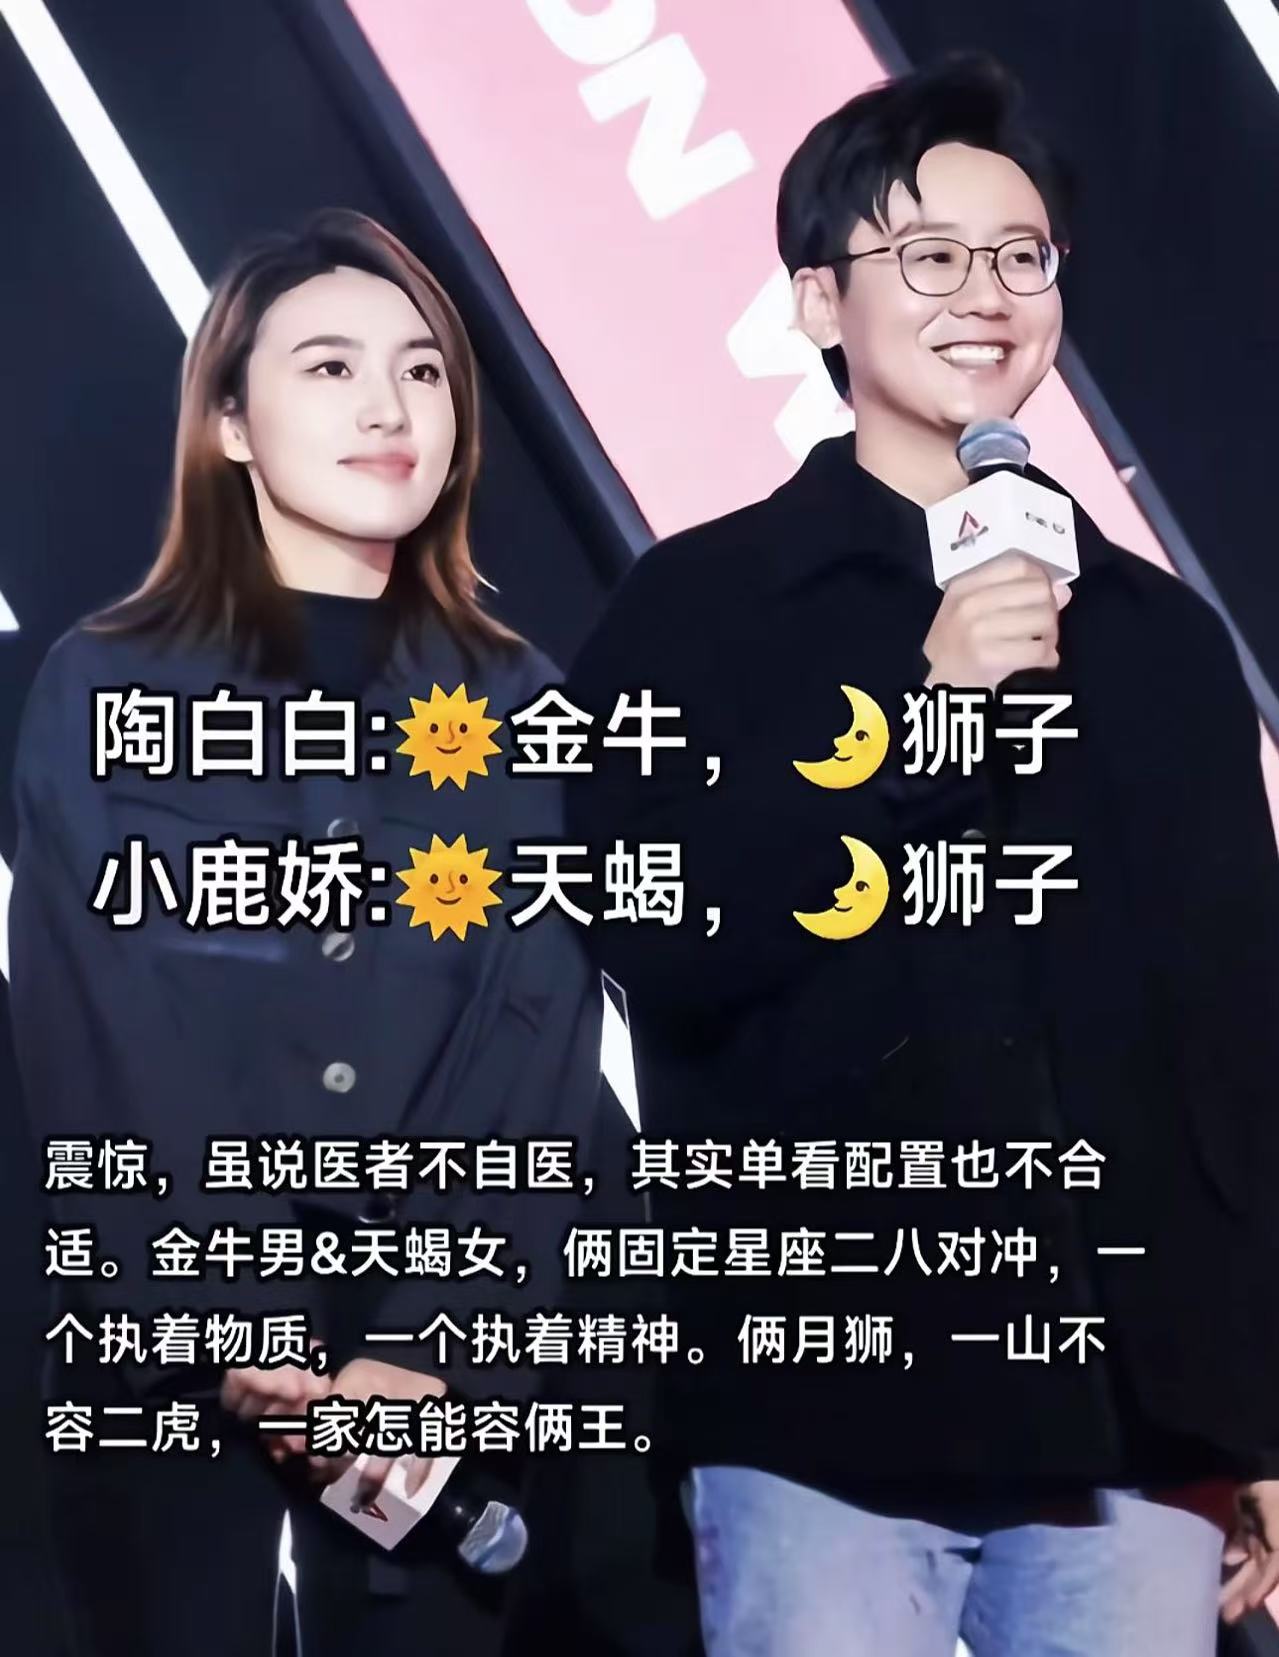 陶白白:🌞金牛，🌛狮子
小鹿娇:🌞天蝎，🌛狮子
震惊，虽说医者不自医，其实单看配置也不合
适。金牛男&天蝎女，俩固定星座二八对冲，一
个执着物质，一个执着精神。俩月狮，一山不
容二虎，一家怎能容俩王。